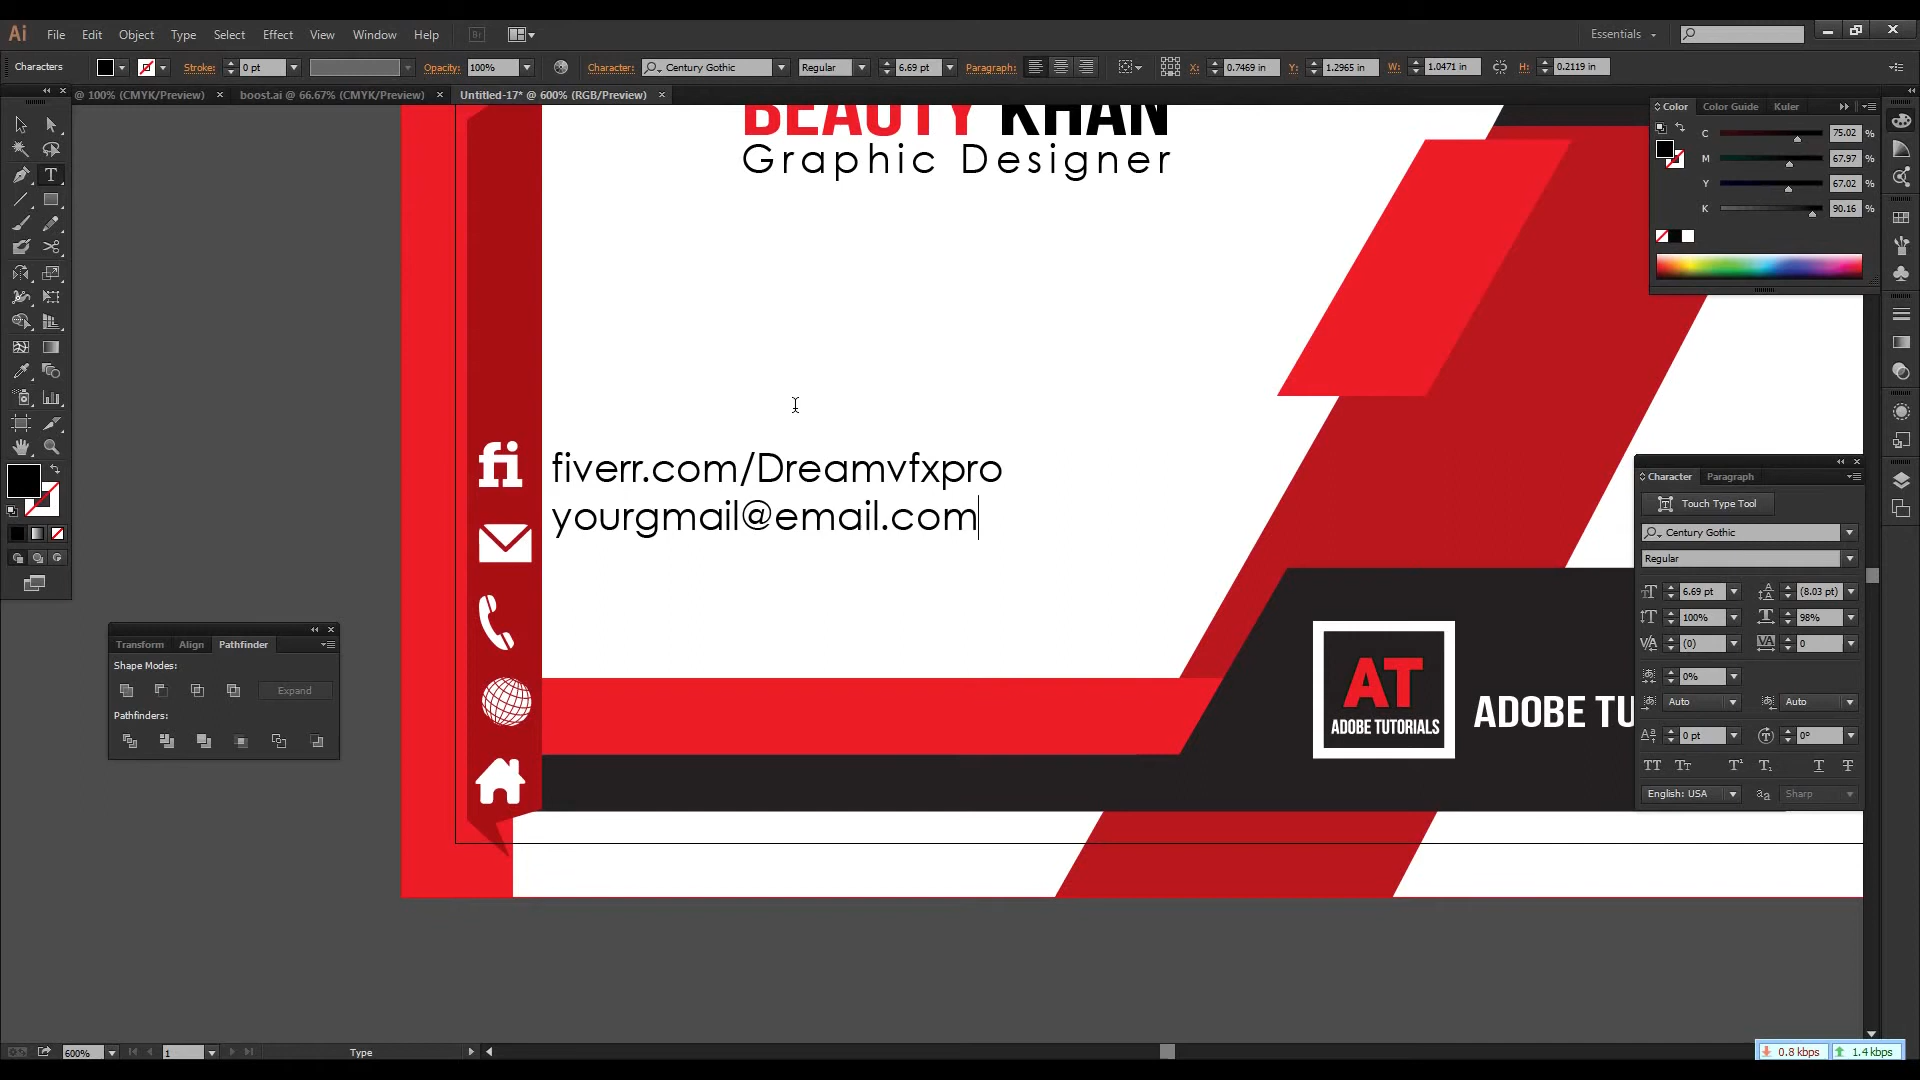 Ai File Edit Object Type Select Effect View Window Help Br Essentials
Characters Stroke: 0 pt Opacity: 100% Character: Century Gothic Regular 6.69 pt Paragraph: X: 0.7469 in Y: 1.2965 in W: 1.0471 in H: 0.2119 in
@ 100% (CMYK/Preview) × boost.ai @ 66.67% (CMYK/Preview) × Untitled-17* @ 600% (RGB/Preview) ×
Color Color Guide Kuler
C 75.02 %
M 67.97 %
Y 67.02 %
K 90.16 %
BEAUTY KHAN
Graphic Designer
fi
fiverr.com/Dreamvfxpro
yourgmail@email.com
AT
ADOBE TUTORIALS
ADOBE TU
Transform Align Pathfinder
Shape Modes:
Expand
Pathfinders:
Character Paragraph
Touch Type Tool
Century Gothic
Regular
6.69 pt (8.03 pt)
100% 98%
(0) 0
0%
Auto Auto
0 pt 0°
English: USA Sharp
600% 1 Type
0.8 kbps 1.4 kbps